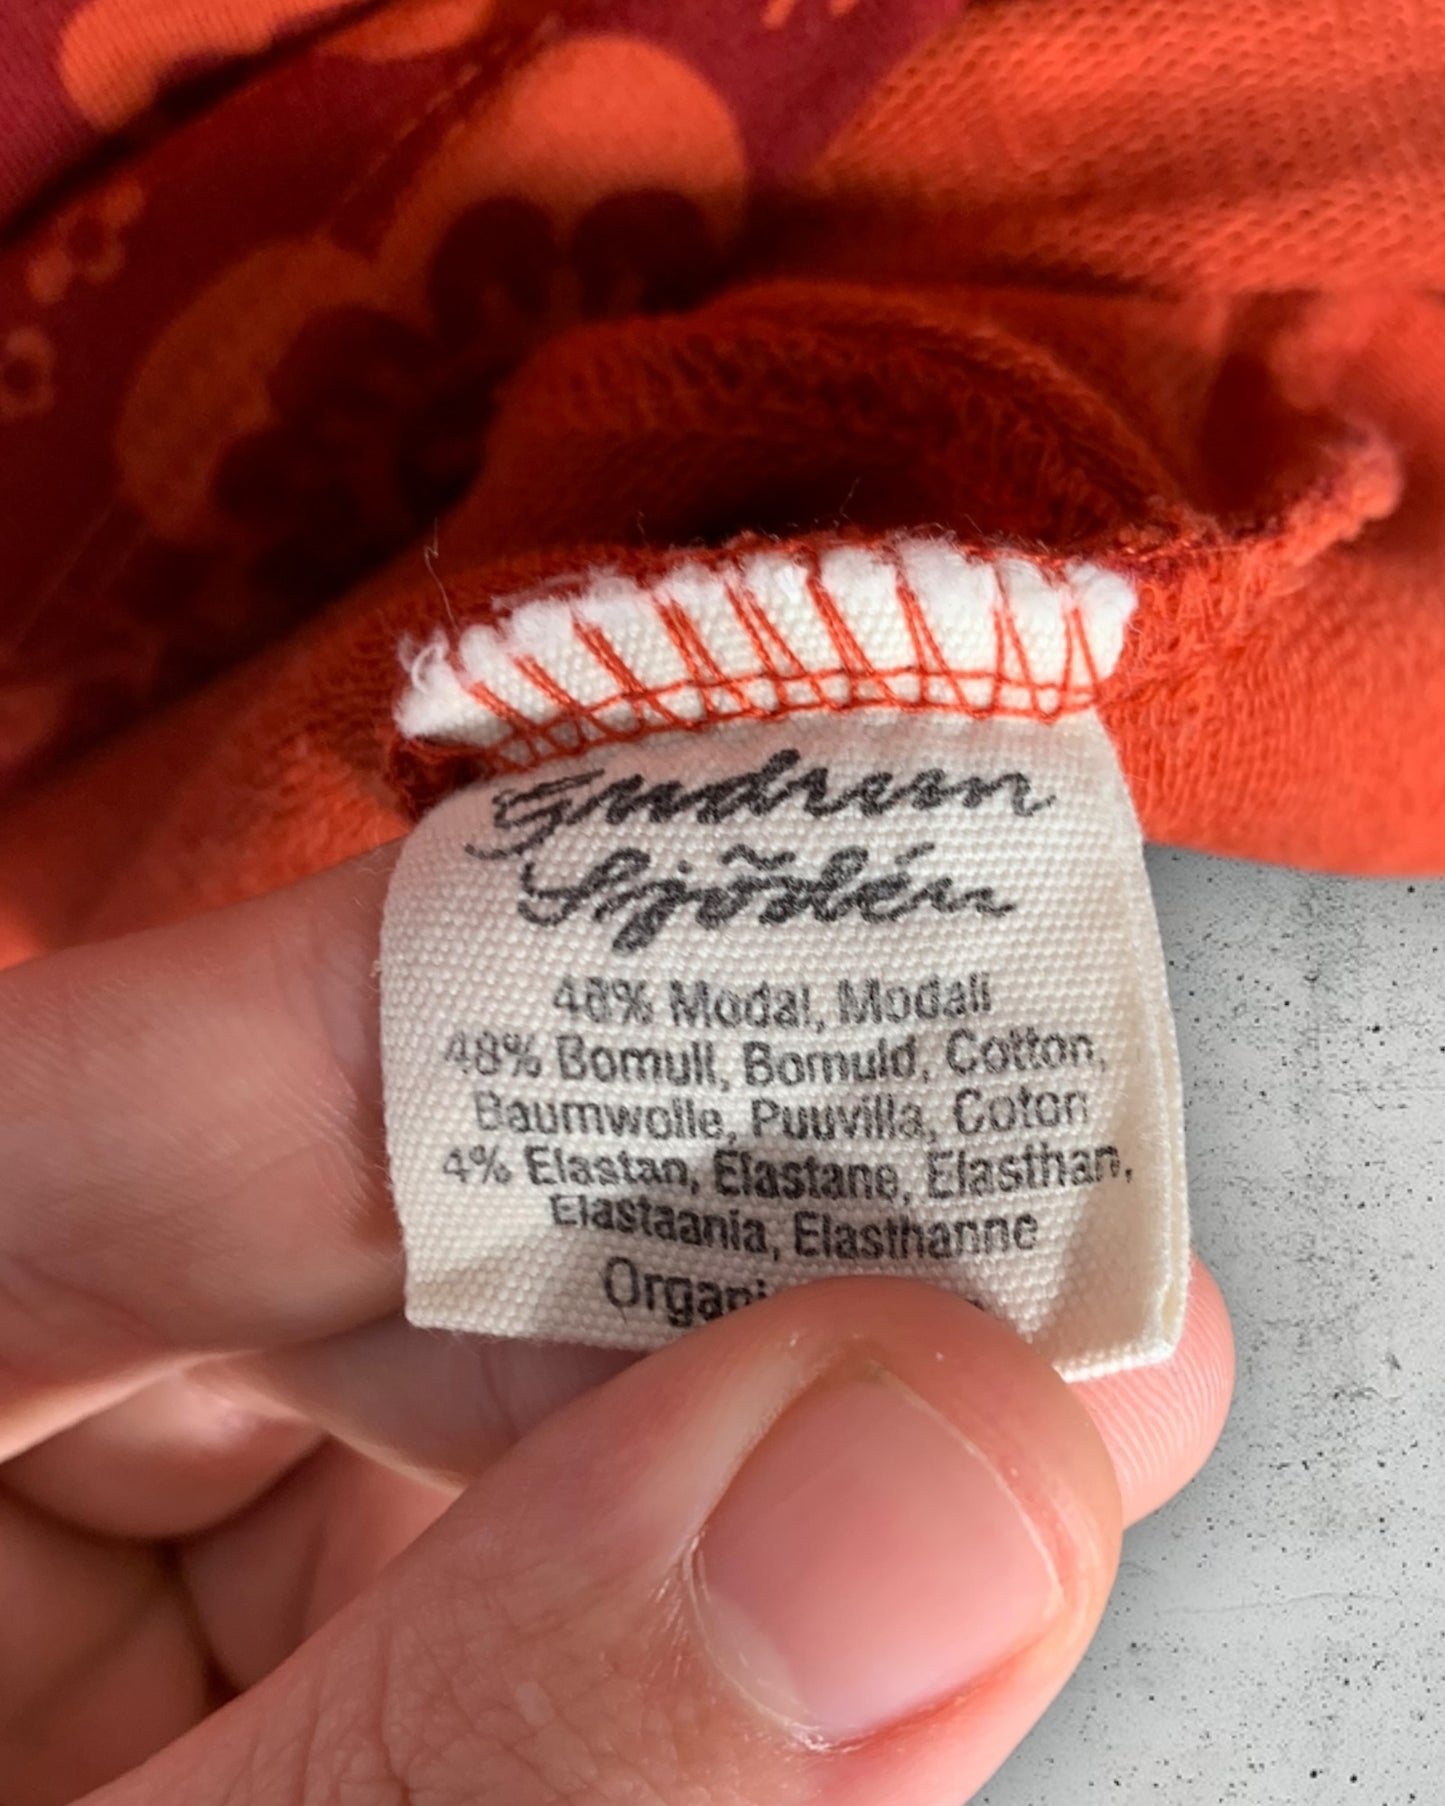 Gudrun
Sjödén
48% Modal, Modali
48% Bomull, Bomuld, Cotton,
Baumwolle, Puuvilla, Coton
4% Elastan, Elastane, Elasthan,
Elastaania, Elasthanne